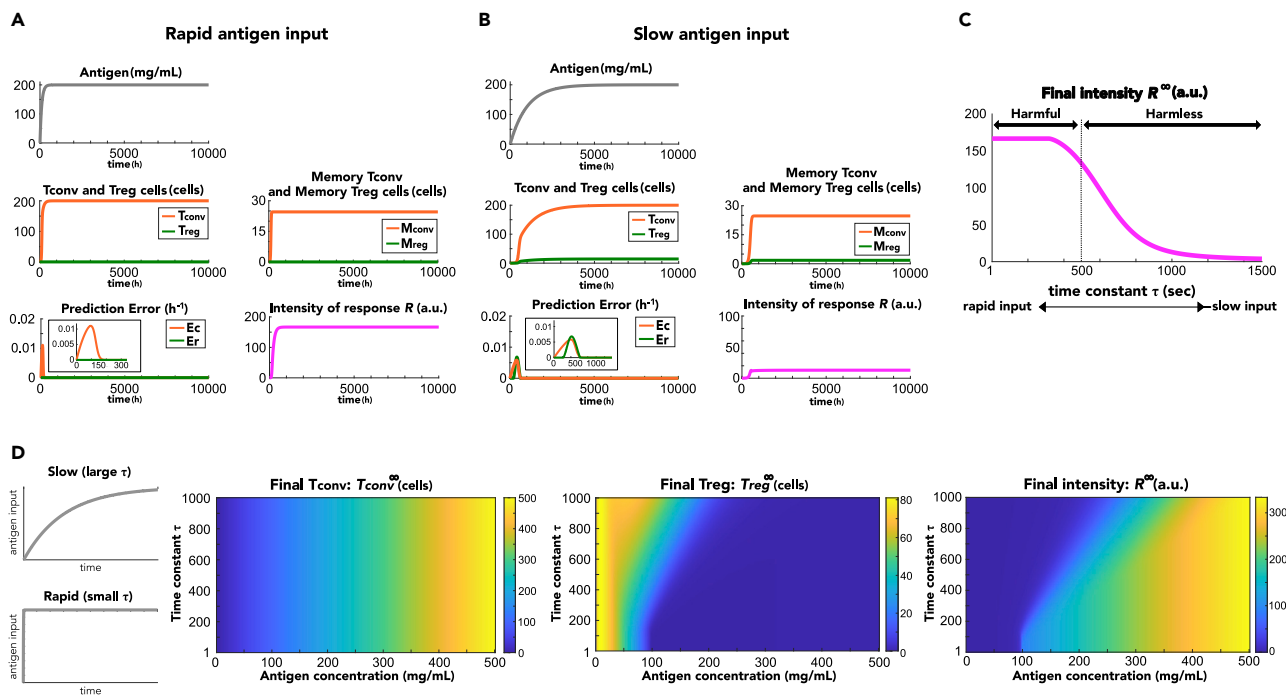 A
Rapid antigen input
Antigen (mg/mL)
200
100
0
0
5000
10000
time(h)
Tconv and Treg cells (cells)
200
100
0
Tconv
Treg
0
5000
10000
time(h)
Memory Tconv
and Memory Treg cells (cells)
30
15
0
Mconv
Mreg
0
5000
10000
time(h)
Prediction Error (h-1)
0.02
0.01
0
0.01
0.005
0
0
150
300
Ec
Er
0
5000
10000
time(h)
Intensity of response R (a.u.)
200
100
0
0
5000
10000
time(h)
B
Slow antigen input
Antigen (mg/mL)
200
100
0
0
5000
10000
time(h)
Tconv and Treg cells (cells)
200
100
0
Tconv
Treg
0
5000
10000
time(h)
Memory Tconv
and Memory Treg cells (cells)
30
15
0
Mconv
Mreg
0
5000
10000
time(h)
Prediction Error (h-1)
0.02
0.01
0
0.01
0.005
0
0
500
1000
Ec
Er
0
5000
10000
time(h)
Intensity of response R (a.u.)
100
50
0
0
5000
10000
time(h)
C
Final intensity R∞ (a.u.)
Harmful
Harmless
200
150
100
50
0
1
500
1000
1500
time constant τ (sec)
rapid input
slow input
D
Slow (large τ)
antigen input
time
Rapid (small τ)
antigen input
time
Final Tconv: Tconv∞ (cells)
Time constant τ
1000
800
600
400
200
1
0
100
200
300
400
500
Antigen concentration (mg/mL)
500
400
300
200
100
0
Final Treg: Treg∞ (cells)
Time constant τ
1000
800
600
400
200
1
0
100
200
300
400
500
Antigen concentration (mg/mL)
80
60
40
20
0
Final intensity: R∞ (a.u.)
Time constant τ
1000
800
600
400
200
1
0
100
200
300
400
500
Antigen concentration (mg/mL)
300
200
100
0